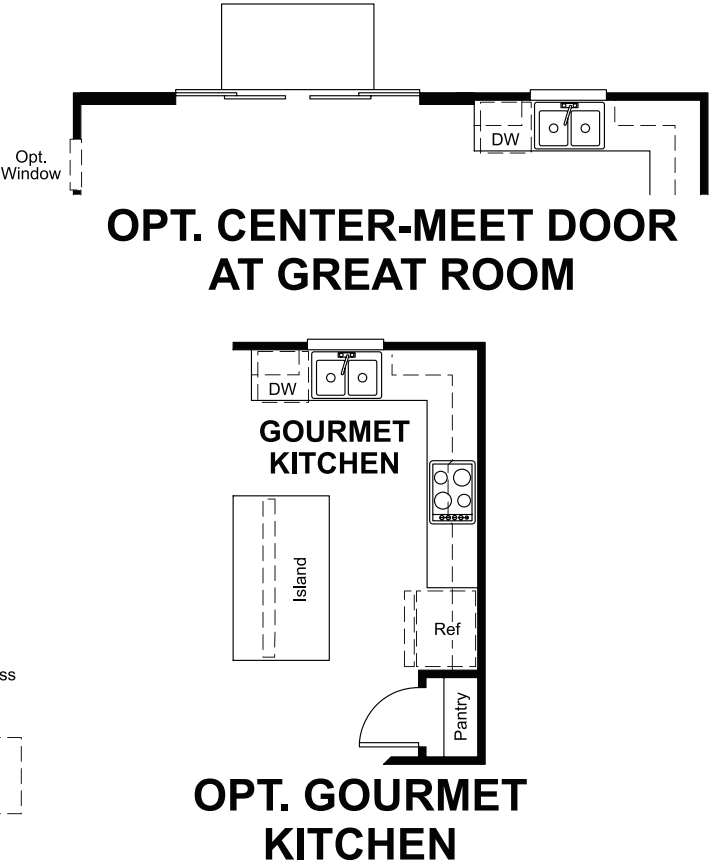 Opt.
Window
DW
OPT. CENTER-MEET DOOR
AT GREAT ROOM
DW
GOURMET
KITCHEN
Island
Ref
ss
Pantry
OPT. GOURMET
KITCHEN